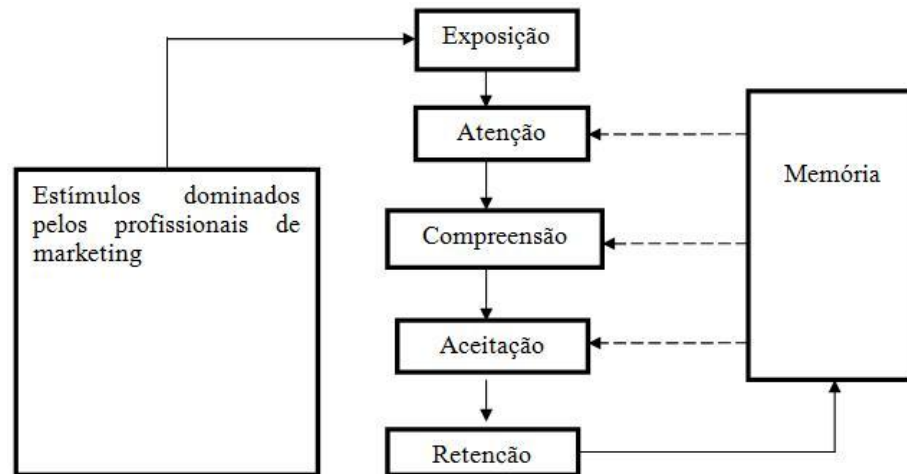 Exposição
Atenção
Memória
Estímulos dominados
pelos profissionais de
marketing
Compreensão
Aceitação
Retenção